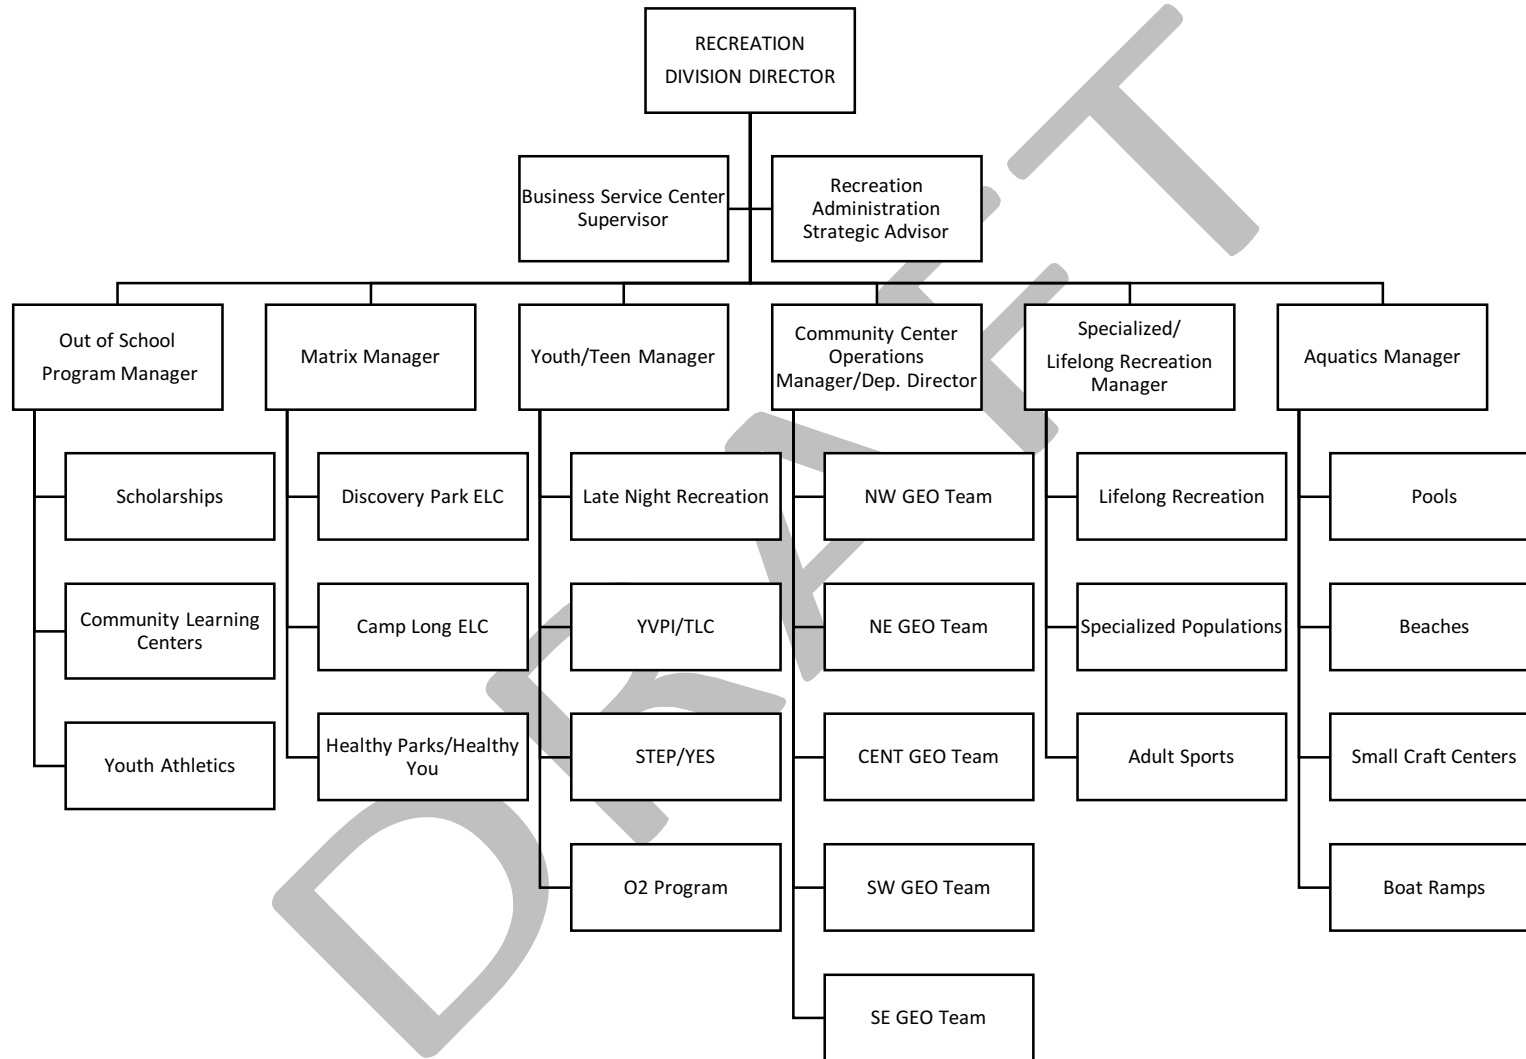 RECREATION
DIVISION DIRECTOR
Business Service Center
Supervisor
Recreation
Administration
Strategic Advisor
Out of School
Program Manager
Matrix Manager
Youth/Teen Manager
Community Center
Operations
Manager/Dep. Director
Specialized/
Lifelong Recreation
Manager
Aquatics Manager
Scholarships
Discovery Park ELC
Late Night Recreation
NW GEO Team
Lifelong Recreation
Pools
Community Learning
Centers
Camp Long ELC
YVPI/TLC
NE GEO Team
Specialized Populations
Beaches
Youth Athletics
Healthy Parks/Healthy
You
STEP/YES
CENT GEO Team
Adult Sports
Small Craft Centers
O2 Program
SW GEO Team
Boat Ramps
SE GEO Team
DRAFT